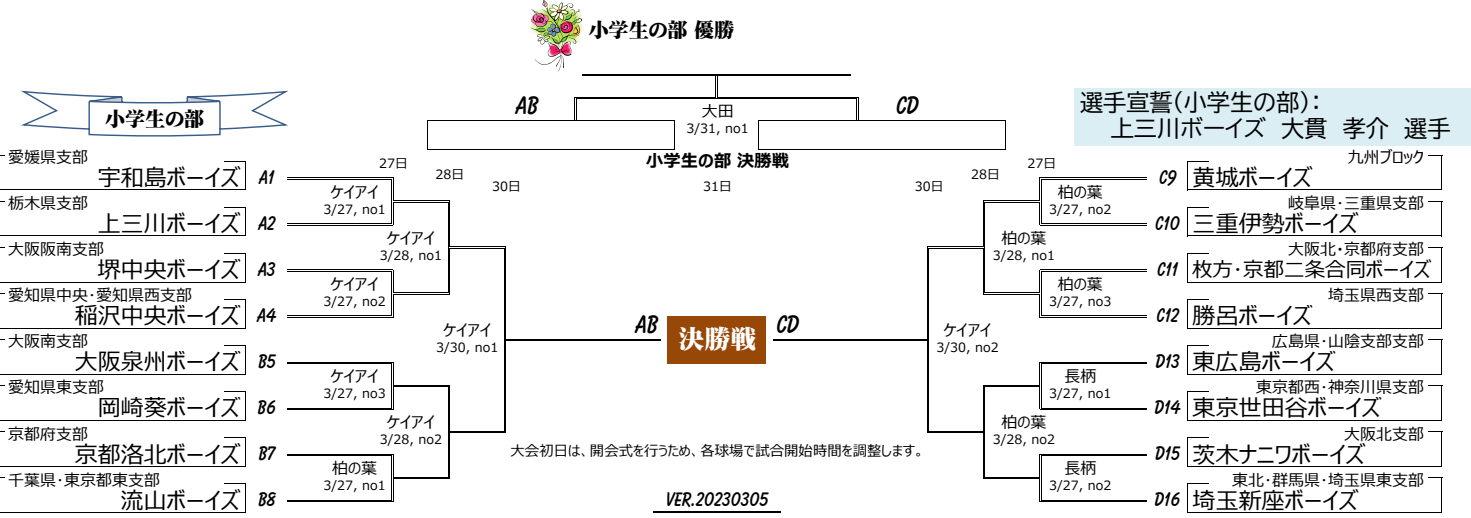 小学生の部 優勝
小学生の部
AB
大田
3/31, no1
CD
小学生の部 決勝戦
選手宣誓(小学生の部):
上三川ボーイズ 大貫 孝介 選手
27日
28日
30日
31日
30日
28日
27日
愛媛県支部
宇和島ボーイズ A1
栃木県支部
上三川ボーイズ A2
大阪阪南支部
堺中央ボーイズ A3
愛知県中央・愛知県西支部
稲沢中央ボーイズ A4
大阪南支部
大阪泉州ボーイズ B5
愛知県東支部
岡崎葵ボーイズ B6
京都府支部
京都洛北ボーイズ B7
千葉県・東京都東支部
流山ボーイズ B8
ケイアイ
3/27, no1
ケイアイ
3/27, no2
ケイアイ
3/27, no3
柏の葉
3/27, no1
ケイアイ
3/28, no1
ケイアイ
3/28, no2
ケイアイ
3/30, no1
AB 決勝戦 CD
ケイアイ
3/30, no2
柏の葉
3/28, no1
柏の葉
3/28, no2
柏の葉
3/27, no2
柏の葉
3/27, no3
長柄
3/27, no1
長柄
3/27, no2
九州ブロック
C9 黄城ボーイズ
岐阜県・三重県支部
C10 三重伊勢ボーイズ
大阪北・京都府支部
C11 枚方・京都二条合同ボーイズ
埼玉県西支部
C12 勝呂ボーイズ
広島県・山陰支部支部
D13 東広島ボーイズ
東京都西・神奈川県支部
D14 東京世田谷ボーイズ
大阪北支部
D15 茨木ナニワボーイズ
東北・群馬県・埼玉県東支部
D16 埼玉新座ボーイズ
大会初日は、開会式を行うため、各球場で試合開始時間を調整します。
VER.20230305